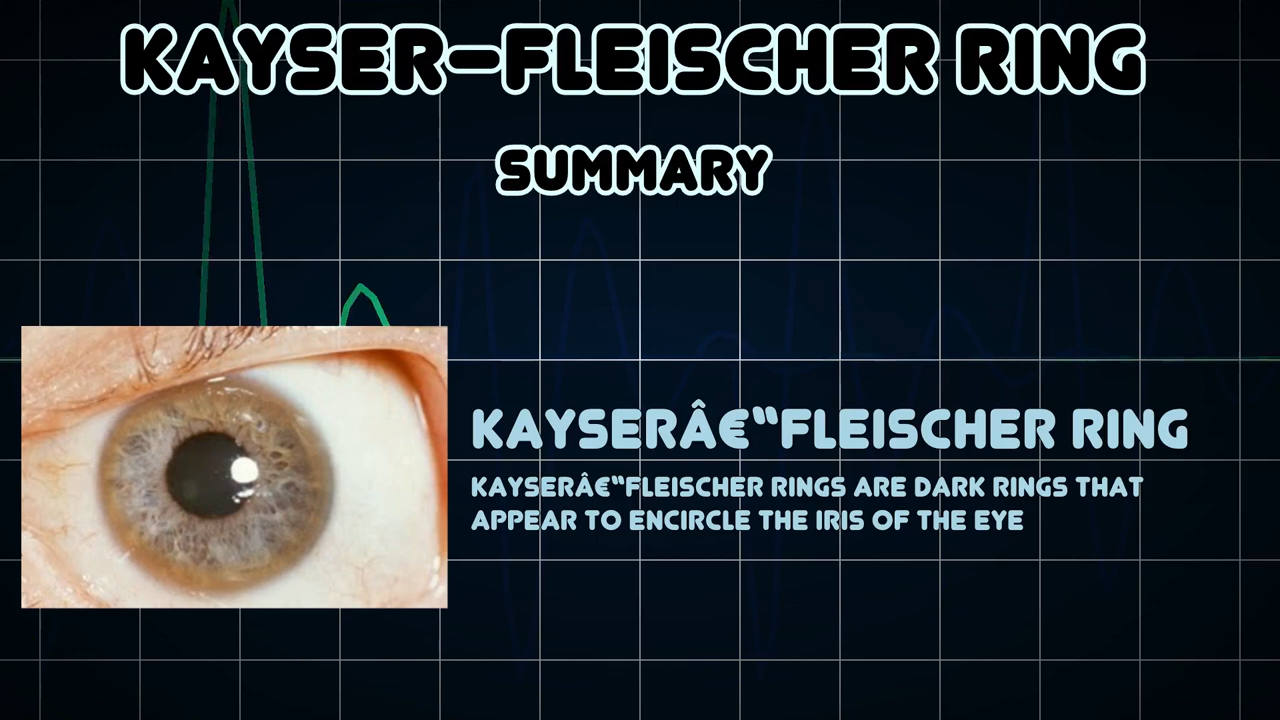 KAYSER–FLEISCHER RING
SUMMARY
KAYSERÂ€“FLEISCHER RING
KAYSERÂ€“FLEISCHER RINGS ARE DARK RINGS THAT
APPEAR TO ENCIRCLE THE IRIS OF THE EYE